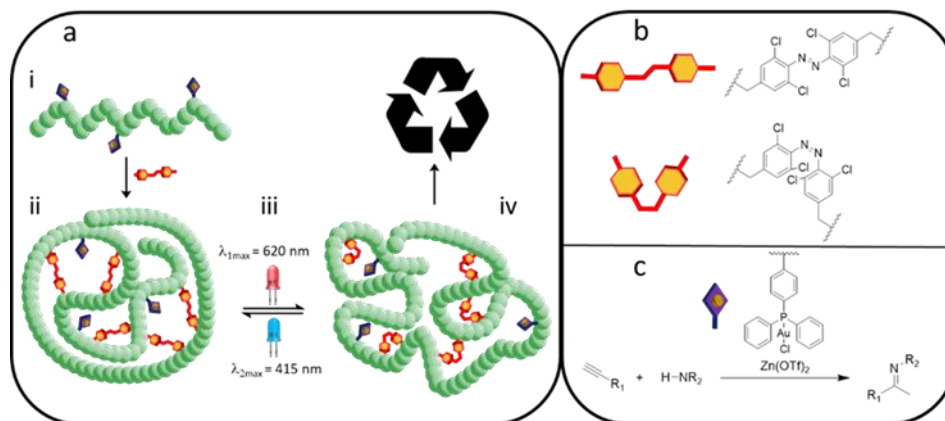 a
i
ii
iii
iv
λ1max = 620 nm
λ2max = 415 nm
b
Cl
Cl
N
N
Cl
Cl
Cl
N
N
Cl
Cl
Cl
c
P
Au
Cl
Zn(OTf)2
R1
+
H-NR2
N
R2
R1